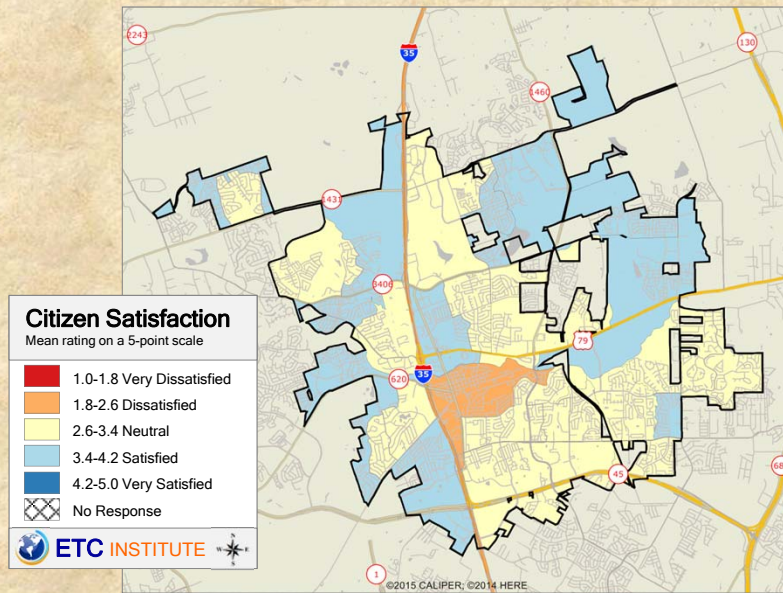 2243
35
130
1460
1431
3406
79
620
35
45
68
1
Citizen Satisfaction
Mean rating on a 5-point scale
1.0-1.8 Very Dissatisfied
1.8-2.6 Dissatisfied
2.6-3.4 Neutral
3.4-4.2 Satisfied
4.2-5.0 Very Satisfied
No Response
ETC INSTITUTE
N
W E
S
©2015 CALIPER; ©2014 HERE